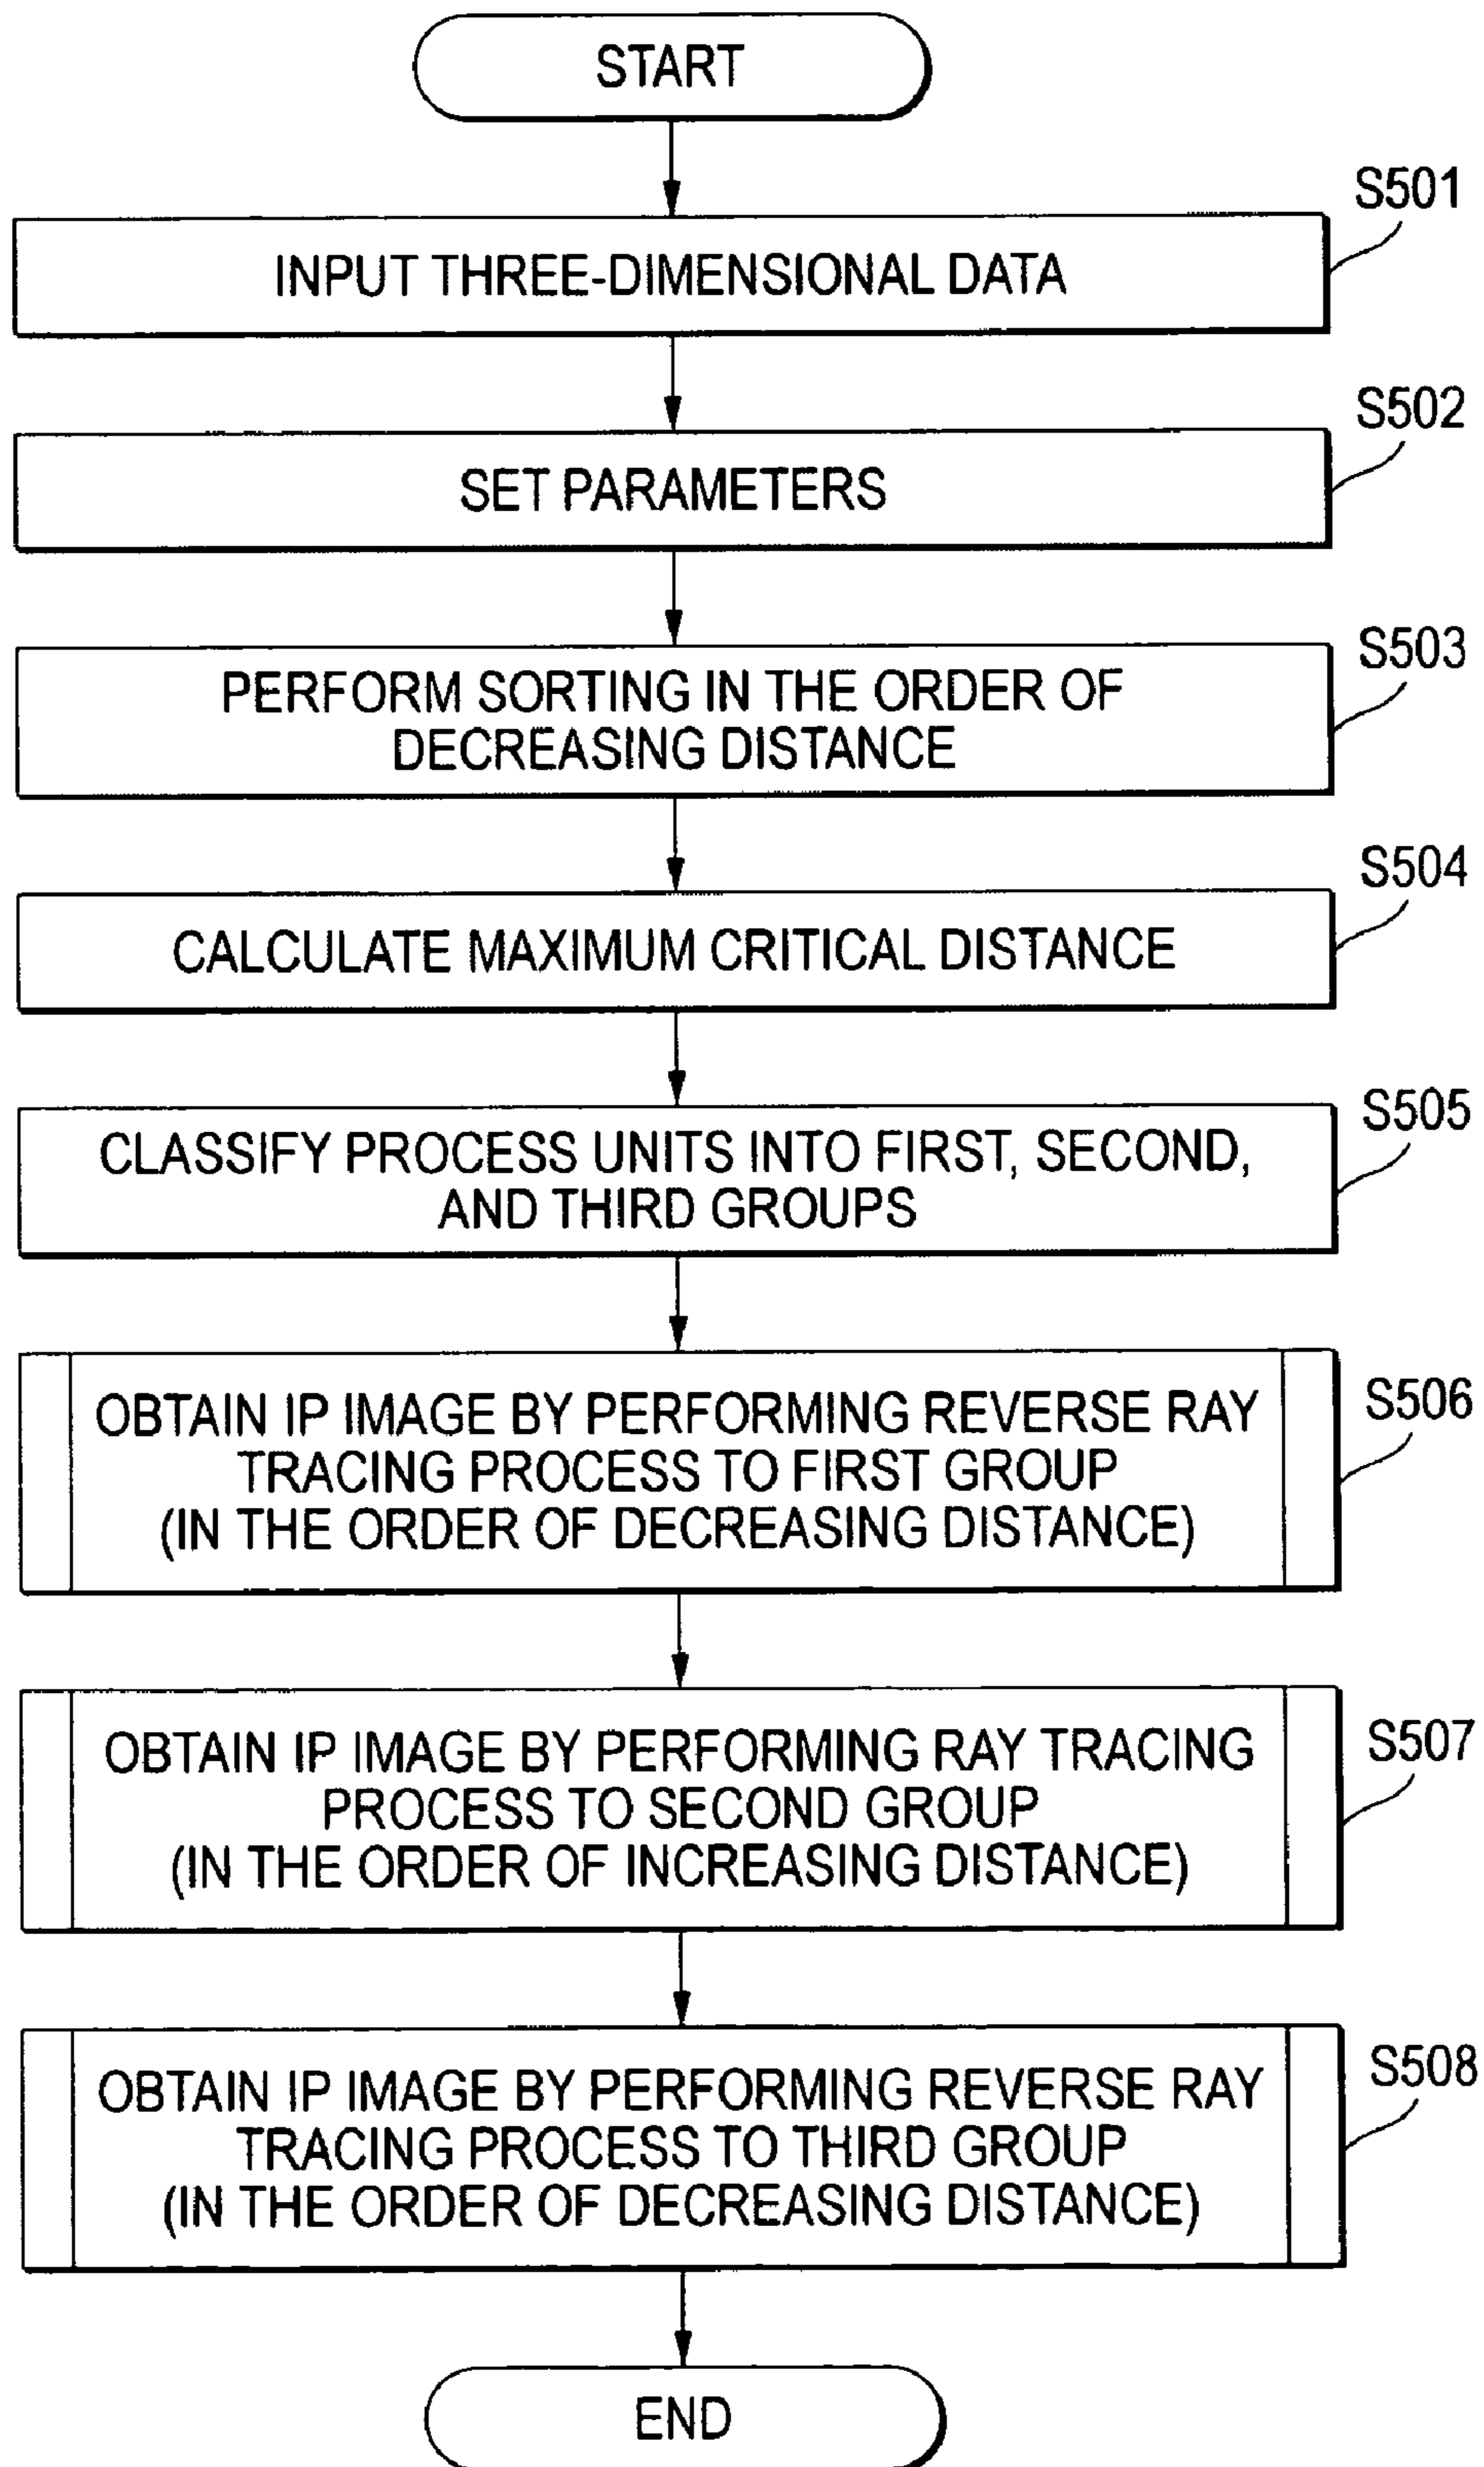 START
S501
INPUT THREE-DIMENSIONAL DATA
S502
SET PARAMETERS
S503
PERFORM SORTING IN THE ORDER OF
DECREASING DISTANCE
S504
CALCULATE MAXIMUM CRITICAL DISTANCE
S505
CLASSIFY PROCESS UNITS INTO FIRST, SECOND,
AND THIRD GROUPS
S506
OBTAIN IP IMAGE BY PERFORMING REVERSE RAY
TRACING PROCESS TO FIRST GROUP
(IN THE ORDER OF DECREASING DISTANCE)
S507
OBTAIN IP IMAGE BY PERFORMING RAY TRACING
PROCESS TO SECOND GROUP
(IN THE ORDER OF INCREASING DISTANCE)
S508
OBTAIN IP IMAGE BY PERFORMING REVERSE RAY
TRACING PROCESS TO THIRD GROUP
(IN THE ORDER OF DECREASING DISTANCE)
END